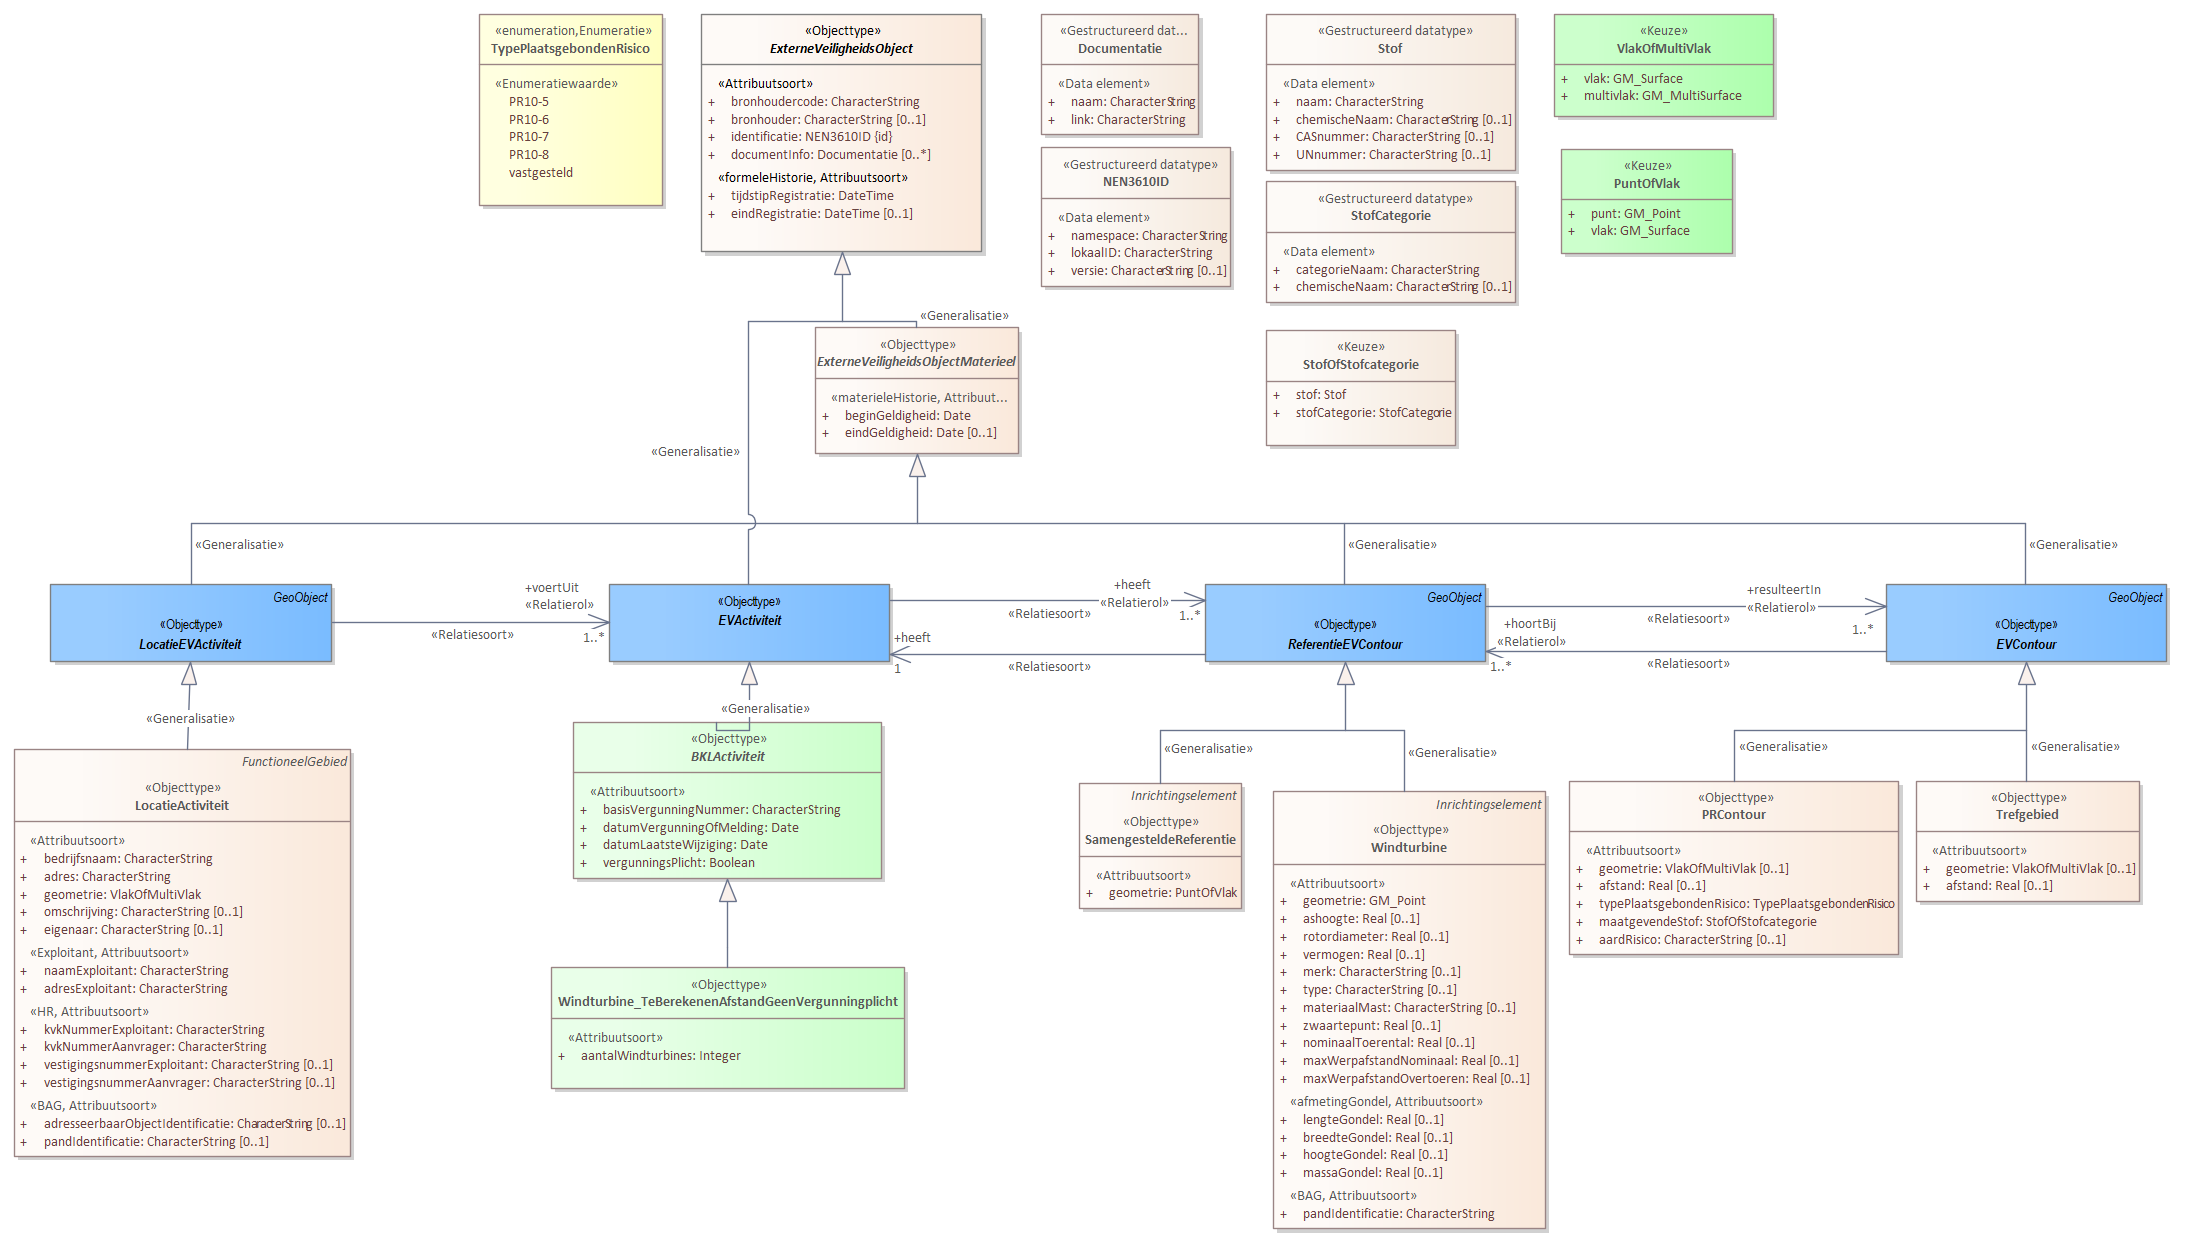 «enumeration,Enumeratie»
TypePlaatsgebondenRisico
«Enumeratiewaarde»
PR10-5
PR10-6
PR10-7
PR10-8
vastgesteld
«Objecttype»
ExterneVeiligheidsObject
«Attribuutsoort»
+ bronhoudercode: CharacterString
+ bronhouder: CharacterString [0..1]
+ identificatie: NEN3610ID {id}
+ documentInfo: Documentatie [0..*]
«formeleHistorie, Attribuutsoort»
+ tijdstipRegistratie: DateTime
+ eindRegistratie: DateTime [0..1]
«Gestructureerd dat...
Documentatie
«Data element»
+ naam: CharacterString
+ link: CharacterString
«Gestructureerd datatype»
NEN3610ID
«Data element»
+ namespace: CharacterString
+ lokaalID: CharacterString
+ versie: CharacterString [0..1]
«Gestructureerd datatype»
Stof
«Data element»
+ naam: CharacterString
+ chemischeNaam: CharacterString [0..1]
+ CASnummer: CharacterString [0..1]
+ UNnummer: CharacterString [0..1]
«Gestructureerd datatype»
StofCategorie
«Data element»
+ categorieNaam: CharacterString
+ chemischeNaam: CharacterString [0..1]
«Keuze»
StofOfStofcategorie
+ stof: Stof
+ stofCategorie: StofCategorie
«Keuze»
VlakOfMultiVlak
+ vlak: GM_Surface
+ multivlak: GM_MultiSurface
«Keuze»
PuntOfVlak
+ punt: GM_Point
+ vlak: GM_Surface
«Generalisatie»
«Objecttype»
ExterneVeiligheidsObjectMaterieel
«materieleHistorie, Attribuut...
+ beginGeldigheid: Date
+ eindGeldigheid: Date [0..1]
«Generalisatie»
«Generalisatie»
«Generalisatie»
«Generalisatie»
GeoObject
«Objecttype»
LocatieEVActiviteit
+voertUit
«Relatierol»
1..*
«Relatiesoort»
«Objecttype»
EVActiviteit
+heeft
«Relatierol»
1..*
«Relatiesoort»
+heeft
1
«Relatiesoort»
GeoObject
«Objecttype»
ReferentieEVContour
+resulteertIn
«Relatierol»
1..*
«Relatiesoort»
+hoortBij
«Relatierol»
1..*
«Relatiesoort»
GeoObject
«Objecttype»
EVContour
«Generalisatie»
«Generalisatie»
«Generalisatie»
«Generalisatie»
«Generalisatie»
«Generalisatie»
FunctioneelGebied
«Objecttype»
LocatieActiviteit
«Attribuutsoort»
+ bedrijfsnaam: CharacterString
+ adres: CharacterString
+ geometrie: VlakOfMultiVlak
+ omschrijving: CharacterString [0..1]
+ eigenaar: CharacterString [0..1]
«Exploitant, Attribuutsoort»
+ naamExploitant: CharacterString
+ adresExploitant: CharacterString
«HR, Attribuutsoort»
+ kvkNummerExploitant: CharacterString
+ kvkNummerAanvrager: CharacterString
+ vestigingsnummerExploitant: CharacterString [0..1]
+ vestigingsnummerAanvrager: CharacterString [0..1]
«BAG, Attribuutsoort»
+ adresseerbaarObjectIdentificatie: CharacterString [0..1]
+ pandIdentificatie: CharacterString [0..1]
«Objecttype»
BKLActiviteit
«Attribuutsoort»
+ basisVergunningNummer: CharacterString
+ datumVergunningOfMelding: Date
+ datumLaatsteWijziging: Date
+ vergunningsPlicht: Boolean
«Objecttype»
Windturbine_TeBerekenenAfstandGeenVergunningplicht
«Attribuutsoort»
+ aantalWindturbines: Integer
Inrichtingselement
«Objecttype»
SamengesteldeReferentie
«Attribuutsoort»
+ geometrie: PuntOfVlak
Inrichtingselement
«Objecttype»
Windturbine
«Attribuutsoort»
+ geometrie: GM_Point
+ ashoogte: Real [0..1]
+ rotordiameter: Real [0..1]
+ vermogen: Real [0..1]
+ merk: CharacterString [0..1]
+ type: CharacterString [0..1]
+ materiaalMast: CharacterString [0..1]
+ zwaartepunt: Real [0..1]
+ nominaalToerental: Real [0..1]
+ maxWerpafstandNominaal: Real [0..1]
+ maxWerpafstandOvertoeren: Real [0..1]
«afmetingGondel, Attribuutsoort»
+ lengteGondel: Real [0..1]
+ breedteGondel: Real [0..1]
+ hoogteGondel: Real [0..1]
+ massaGondel: Real [0..1]
«BAG, Attribuutsoort»
+ pandIdentificatie: CharacterString
«Objecttype»
PRContour
«Attribuutsoort»
+ geometrie: VlakOfMultiVlak [0..1]
+ afstand: Real [0..1]
+ typePlaatsgebondenRisico: TypePlaatsgebondenRisico
+ maatgevendeStof: StofOfStofcategorie
+ aardRisico: CharacterString [0..1]
«Objecttype»
Trefgebied
«Attribuutsoort»
+ geometrie: VlakOfMultiVlak [0..1]
+ afstand: Real [0..1]